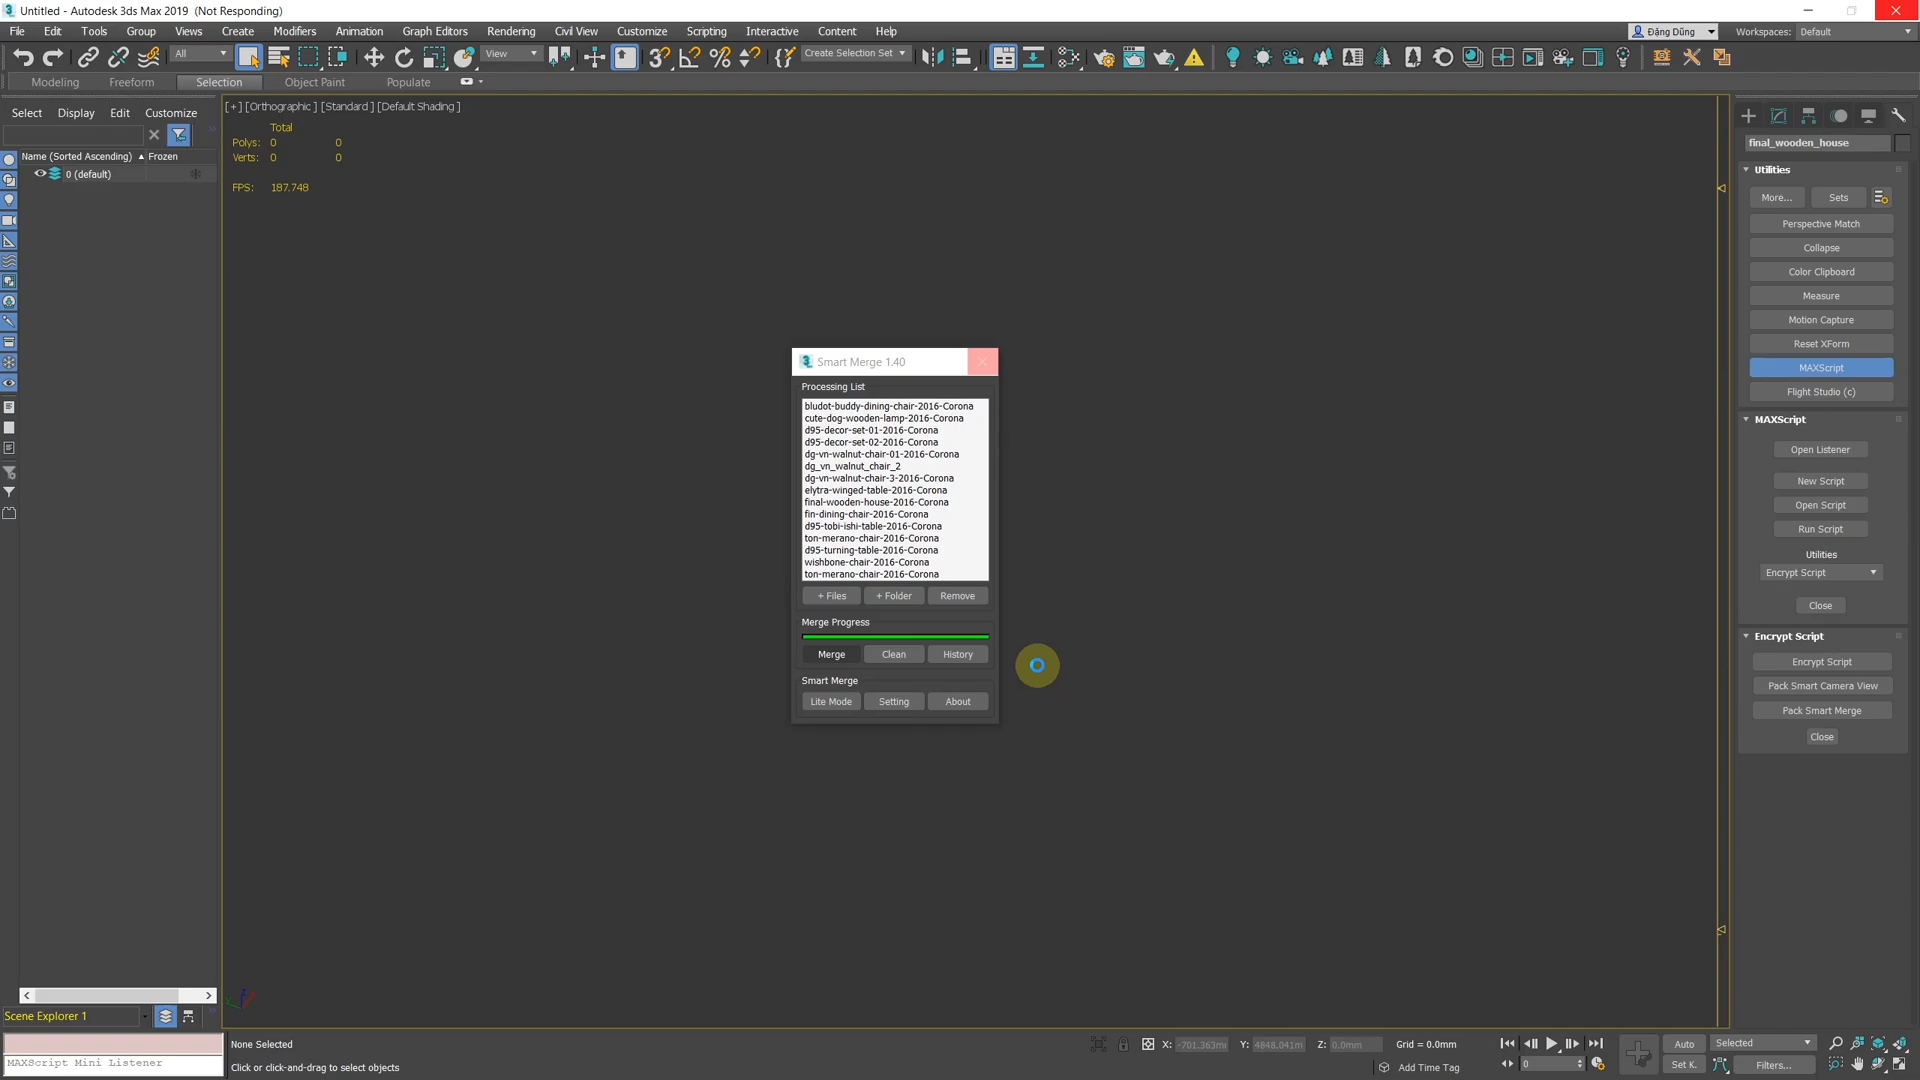 Untitled - Autodesk 3ds Max 2019 (Not Responding)
File Edit Tools Group Views Create Modifiers Animation Graph Editors Rendering Civil View Customize Scripting Interactive Content Help
Đặng Dũng Workspaces: Default
All View Create Selection Set
Modeling Freeform Selection Object Paint Populate
Select Display Edit Customize
Name (Sorted Ascending) Frozen
0 (default)
[+] [Orthographic] [Standard] [Default Shading]
Total
Polys: 0 0
Verts: 0 0
FPS: 187.748
Smart Merge 1.40
Processing List
bludot-buddy-dining-chair-2016-Corona
cute-dog-wooden-lamp-2016-Corona
d95-decor-set-01-2016-Corona
d95-decor-set-02-2016-Corona
dg-vn-walnut-chair-01-2016-Corona
dg_vn_walnut_chair_2
dg-vn-walnut-chair-3-2016-Corona
elytra-winged-table-2016-Corona
final-wooden-house-2016-Corona
fin-dining-chair-2016-Corona
d95-tobi-ishi-table-2016-Corona
ton-merano-chair-2016-Corona
d95-turning-table-2016-Corona
wishbone-chair-2016-Corona
ton-merano-chair-2016-Corona
+ Files + Folder Remove
Merge Progress
Merge Clean History
Smart Merge
Lite Mode Setting About
final_wooden_house
Utilities
More... Sets
Perspective Match
Collapse
Color Clipboard
Measure
Motion Capture
Reset XForm
MAXScript
Flight Studio (c)
MAXScript
Open Listener
New Script
Open Script
Run Script
Utilities
Encrypt Script
Close
Encrypt Script
Encrypt Script
Pack Smart Camera View
Pack Smart Merge
Close
Scene Explorer 1
MAXScript Mini Listener
None Selected
Click or click-and-drag to select objects
X: -701.363mm Y: 4848.041m Z: 0.0mm Grid = 0.0mm
Add Time Tag
0
Auto Selected
Set K. Filters...